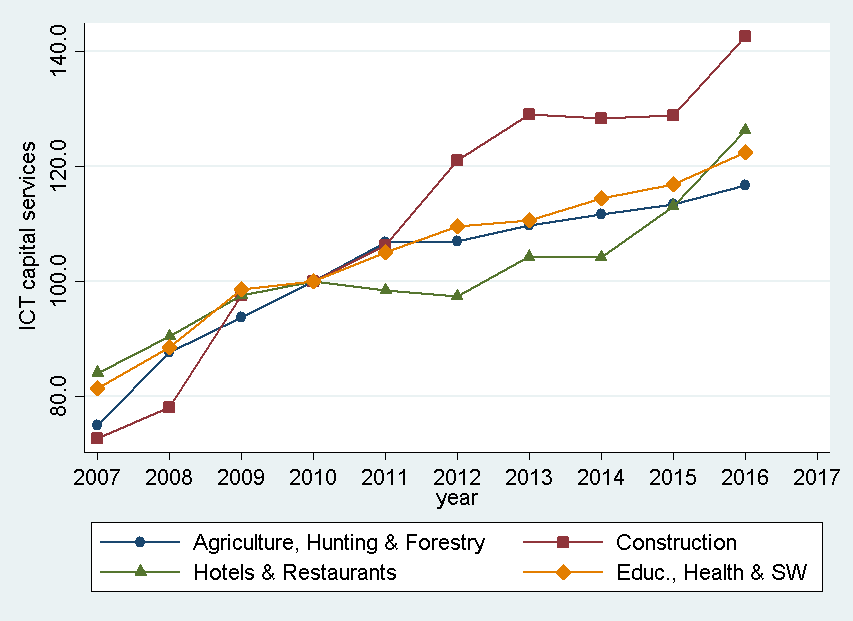 140.0
120.0
100.0
80.0
ICT capital services
2007 2008 2009 2010 2011 2012 2013 2014 2015 2016 2017
year
Agriculture, Hunting & Forestry Construction
Hotels & Restaurants Educ., Health & SW